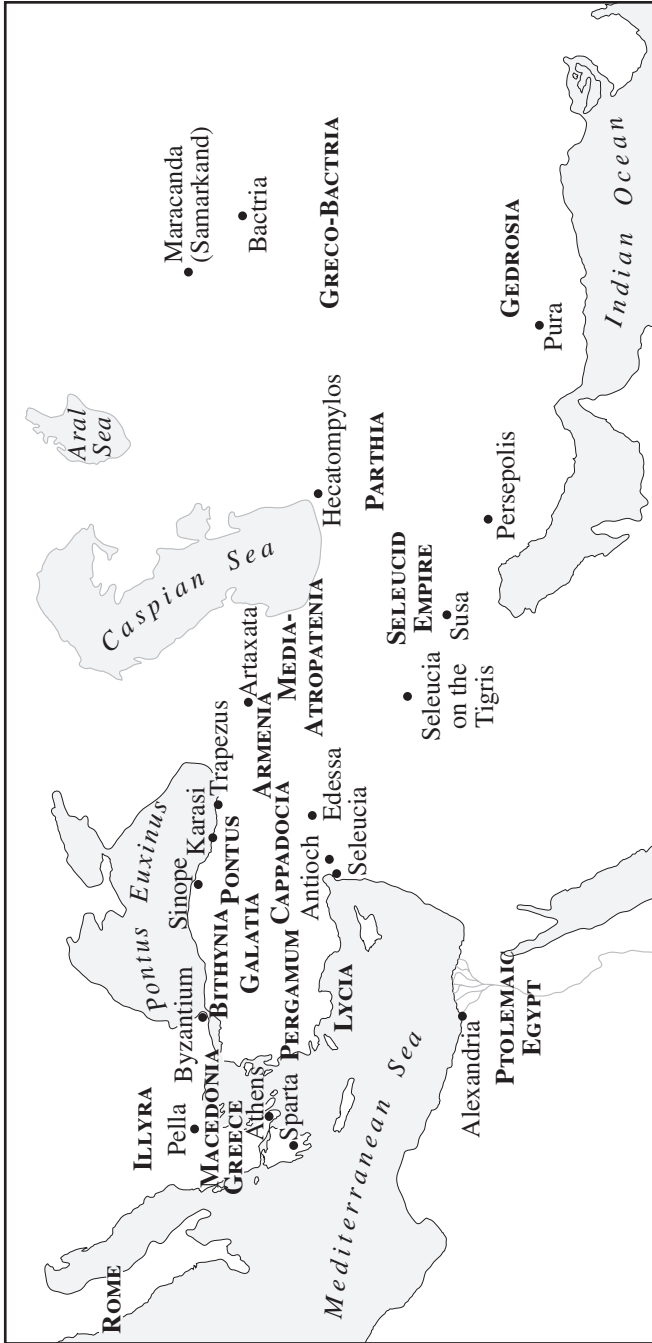 ROME
ILLYRA
Pella
MACEDONIA
GREECE
Athens
Sparta
Byzantium
Pontus Euxinus
BITHYNIA
Sinope
Karasi
Trapezus
PONTUS
GALATIA
PERGAMUM
CAPPADOCIA
LYCIA
ARMENIA
Artaxata
MEDIA-
ATROPATENIA
Antioch
Edessa
Seleucia
Mediterranean Sea
Alexandria
PTOLEMAIC
EGYPT
Caspian Sea
Aral
Sea
Maracanda
(Samarkand)
Bactria
GRECO-BACTRIA
Hecatompylos
PARTHIA
SELEUCID
EMPIRE
Seleucia
on the
Tigris
Susa
Persepolis
GEDROSIA
Pura
Indian Ocean